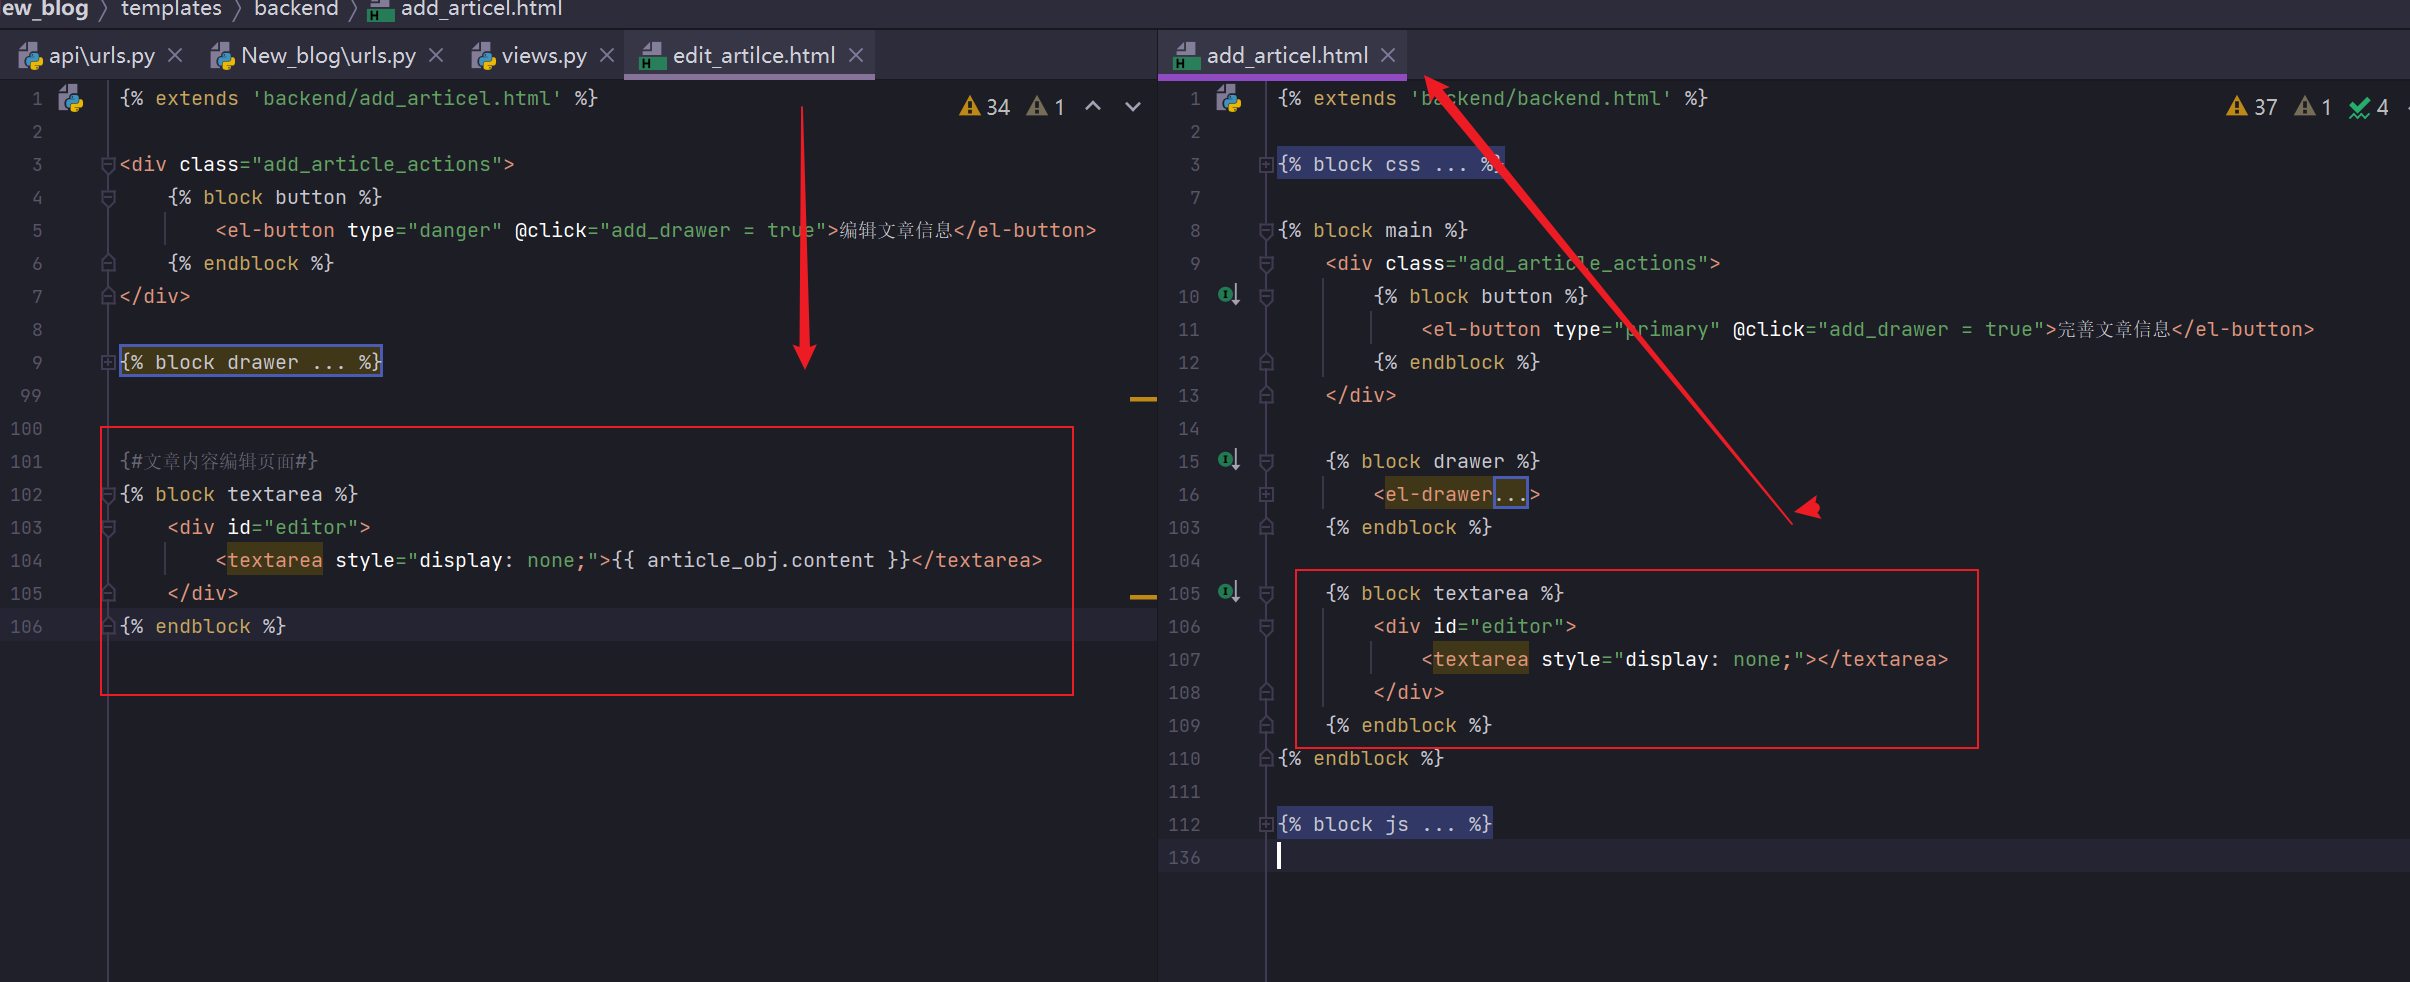 ew_blog > templates > backend > add_articel.html
api\urls.py
New_blog\urls.py
views.py
edit_artilce.html
34 1
1 {% extends 'backend/add_articel.html' %}
2
3 <div class="add_article_actions">
4 {% block button %}
5 <el-button type="danger" @click="add_drawer = true">编辑文章信息</el-button>
6 {% endblock %}
7 </div>
8
9 {% block drawer ... %}
99
100
101 {#文章内容编辑页面#}
102 {% block textarea %}
103 <div id="editor">
104 <textarea style="display: none;">{{ article_obj.content }}</textarea>
105 </div>
106 {% endblock %}
add_articel.html
37 1 4
1 {% extends 'backend/backend.html' %}
2
3 {% block css ... %}
7
8 {% block main %}
9 <div class="add_article_actions">
10 {% block button %}
11 <el-button type="primary" @click="add_drawer = true">完善文章信息</el-button>
12 {% endblock %}
13 </div>
14
15 {% block drawer %}
16 <el-drawer...>
103 {% endblock %}
104
105 {% block textarea %}
106 <div id="editor">
107 <textarea style="display: none;"></textarea>
108 </div>
109 {% endblock %}
110 {% endblock %}
111
112 {% block js ... %}
136